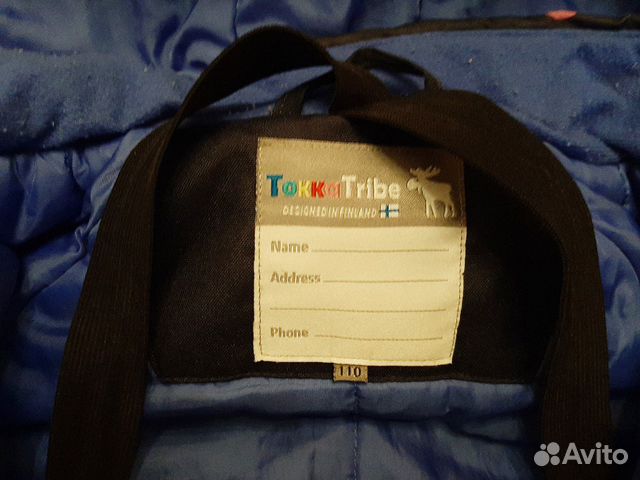 TokkaTribe
DESIGNED IN FINLAND
Name
Address
Phone
110
Avito